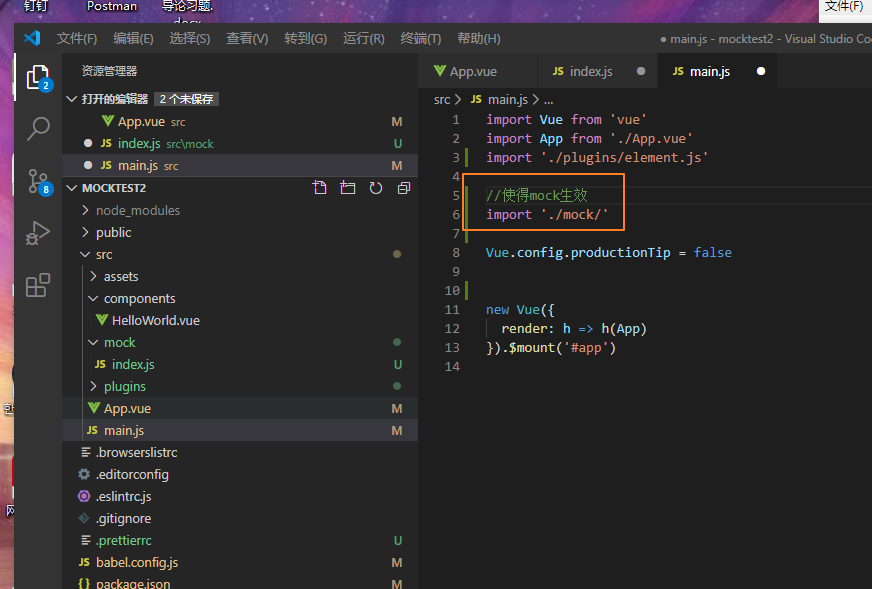 钉钉
Postman
导论习题.
docx
文件(F)
文件(F) 编辑(E) 选择(S) 查看(V) 转到(G) 运行(R) 终端(T) 帮助(H)
● main.js - mocktest2 - Visual Studio Co
资源管理器
打开的编辑器 2 个未保存
App.vue src M
JS index.js src\mock U
JS main.js src M
MOCKTEST2
node_modules
public
src
assets
components
HelloWorld.vue
mock
JS index.js U
plugins
App.vue M
JS main.js M
.browserslistrc
.editorconfig
.eslintrc.js
.gitignore
.prettierrc U
JS babel.config.js M
{} package.json M
2
8
App.vue
JS index.js
JS main.js
src > JS main.js > ...
1 import Vue from 'vue'
2 import App from './App.vue'
3 import './plugins/element.js'
4
5 //使得mock生效
6 import './mock/'
7
8 Vue.config.productionTip = false
9
10
11 new Vue({
12 render: h => h(App)
13 }).$mount('#app')
14